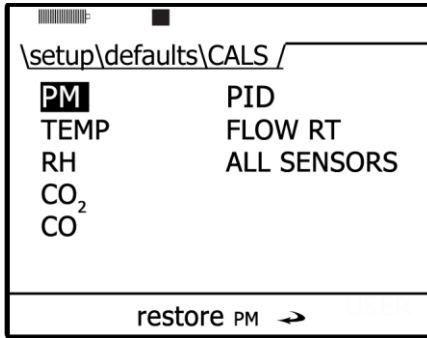 \setup\defaults\CALS /
PM
TEMP
RH
CO₂
CO
PID
FLOW RT
ALL SENSORS
restore PM